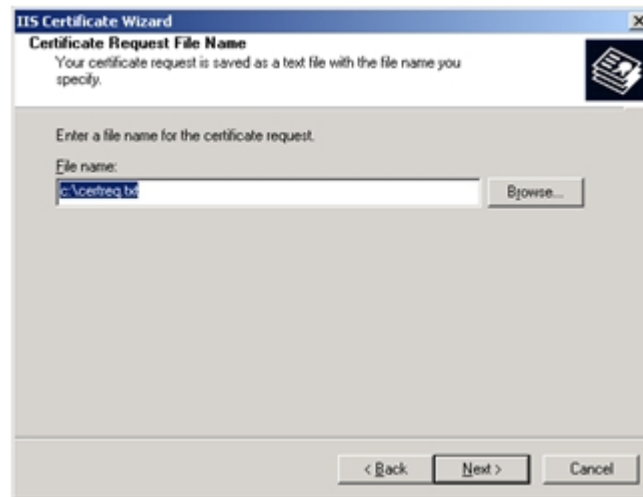 IIS Certificate Wizard
Certificate Request File Name
Your certificate request is saved as a text file with the file name you
specify.
Enter a file name for the certificate request.
File name:
c:\certreq.txt
Browse...
< Back
Next >
Cancel